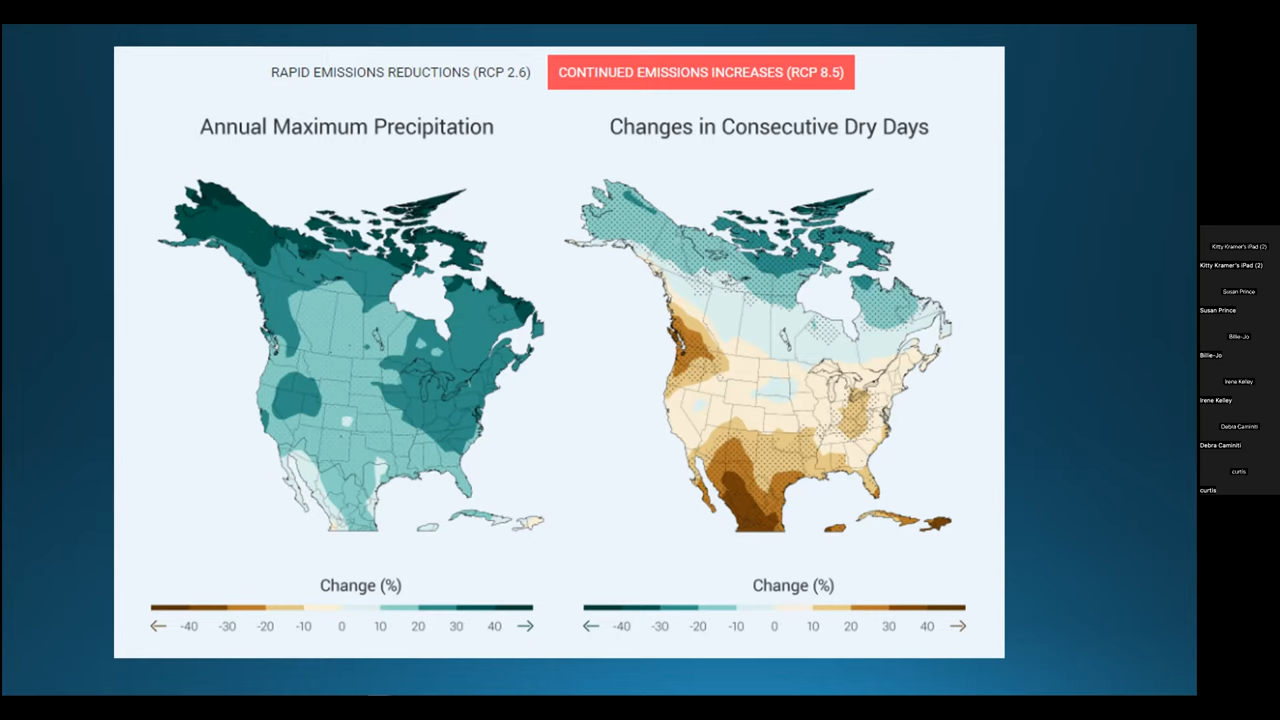 RAPID EMISSIONS REDUCTIONS (RCP 2.6)
CONTINUED EMISSIONS INCREASES (RCP 8.5)
Annual Maximum Precipitation
Changes in Consecutive Dry Days
Change (%)
-40 -30 -20 -10 0 10 20 30 40
Change (%)
-40 -30 -20 -10 0 10 20 30 40
Kitty Kramer's iPad (2)
Kitty Kramer's iPad (2)
Susan Prince
Susan Prince
Billie-Jo
Billie-Jo
Irene Kelley
Irene Kelley
Debra Caminiti
Debra Caminiti
curtis
curtis